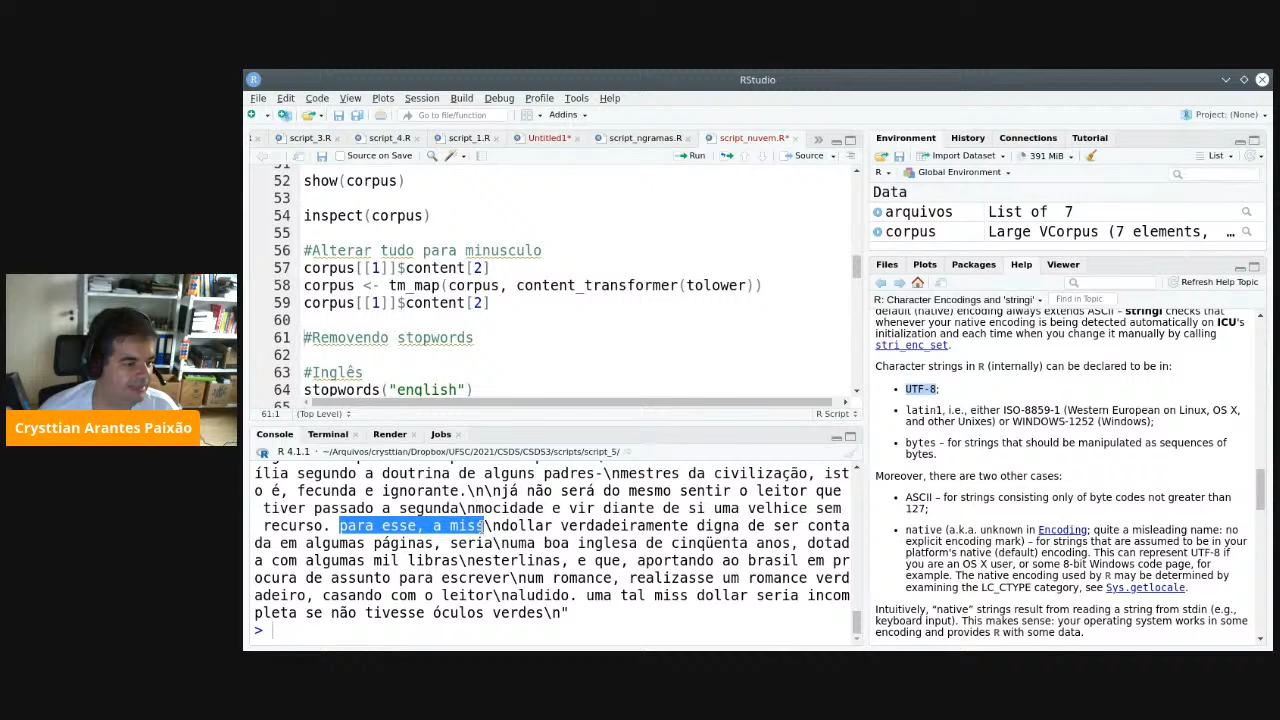 RStudio
File Edit Code View Plots Session Build Debug Profile Tools Help
Go to file/function
Addins
Project: (None)
script_3.R
script_4.R
script_1.R
Untitled1*
script_ngramas.R
script_nuvem.R*
Source on Save
Run
Source
51
52 show(corpus)
53
54 inspect(corpus)
55
56 #Alterar tudo para minusculo
57 corpus[[1]]$content[2]
58 corpus <- tm_map(corpus, content_transformer(tolower))
59 corpus[[1]]$content[2]
60
61 #Removendo stopwords
62
63 #Inglês
64 stopwords("english")
65
61:1 (Top Level)
R Script
Console Terminal Render Jobs
R 4.1.1 · ~/Arquivos/crysttian/Dropbox/UFSC/2021/CSDS/CSDS3/scripts/script_5/
ília segundo a doutrina de alguns padres-\nmestres da civilização, ist
o é, fecunda e ignorante.\n\njá não será do mesmo sentir o leitor que
tiver passado a segunda\nmocidade e vir diante de si uma velhice sem
recurso. para esse, a miss\ndollar verdadeiramente digna de ser conta
da em algumas páginas, seria\numa boa inglesa de cinqüenta anos, dotad
a com algumas mil libras\nesterlinas, e que, aportando ao brasil em pr
ocura de assunto para escrever\num romance, realizasse um romance verd
adeiro, casando com o leitor\naludido. uma tal miss dollar seria incom
pleta se não tivesse óculos verdes\n"
>
Environment History Connections Tutorial
Import Dataset
391 MiB
List
R
Global Environment
Data
arquivos List of 7
corpus Large VCorpus (7 elements, …
Files Plots Packages Help Viewer
Refresh Help Topic
R: Character Encodings and 'stringi'
Find in Topic
default (native) encoding always extends ASCII – stringi checks that
whenever your native encoding is being detected automatically on ICU's
initialization and each time when you change it manually by calling
stri_enc_set.
Character strings in R (internally) can be declared to be in:
• UTF-8;
• latin1, i.e., either ISO-8859-1 (Western European on Linux, OS X,
and other Unixes) or WINDOWS-1252 (Windows);
• bytes – for strings that should be manipulated as sequences of
bytes.
Moreover, there are two other cases:
• ASCII – for strings consisting only of byte codes not greater than
127;
• native (a.k.a. unknown in Encoding; quite a misleading name: no
explicit encoding mark) – for strings that are assumed to be in your
platform's native (default) encoding. This can represent UTF-8 if
you are an OS X user, or some 8-bit Windows code page, for
example. The native encoding used by R may be determined by
examining the LC_CTYPE category, see Sys.getlocale.
Intuitively, “native” strings result from reading a string from stdin (e.g.,
keyboard input). This makes sense: your operating system works in some
encoding and provides R with some data.
Crysttian Arantes Paixão